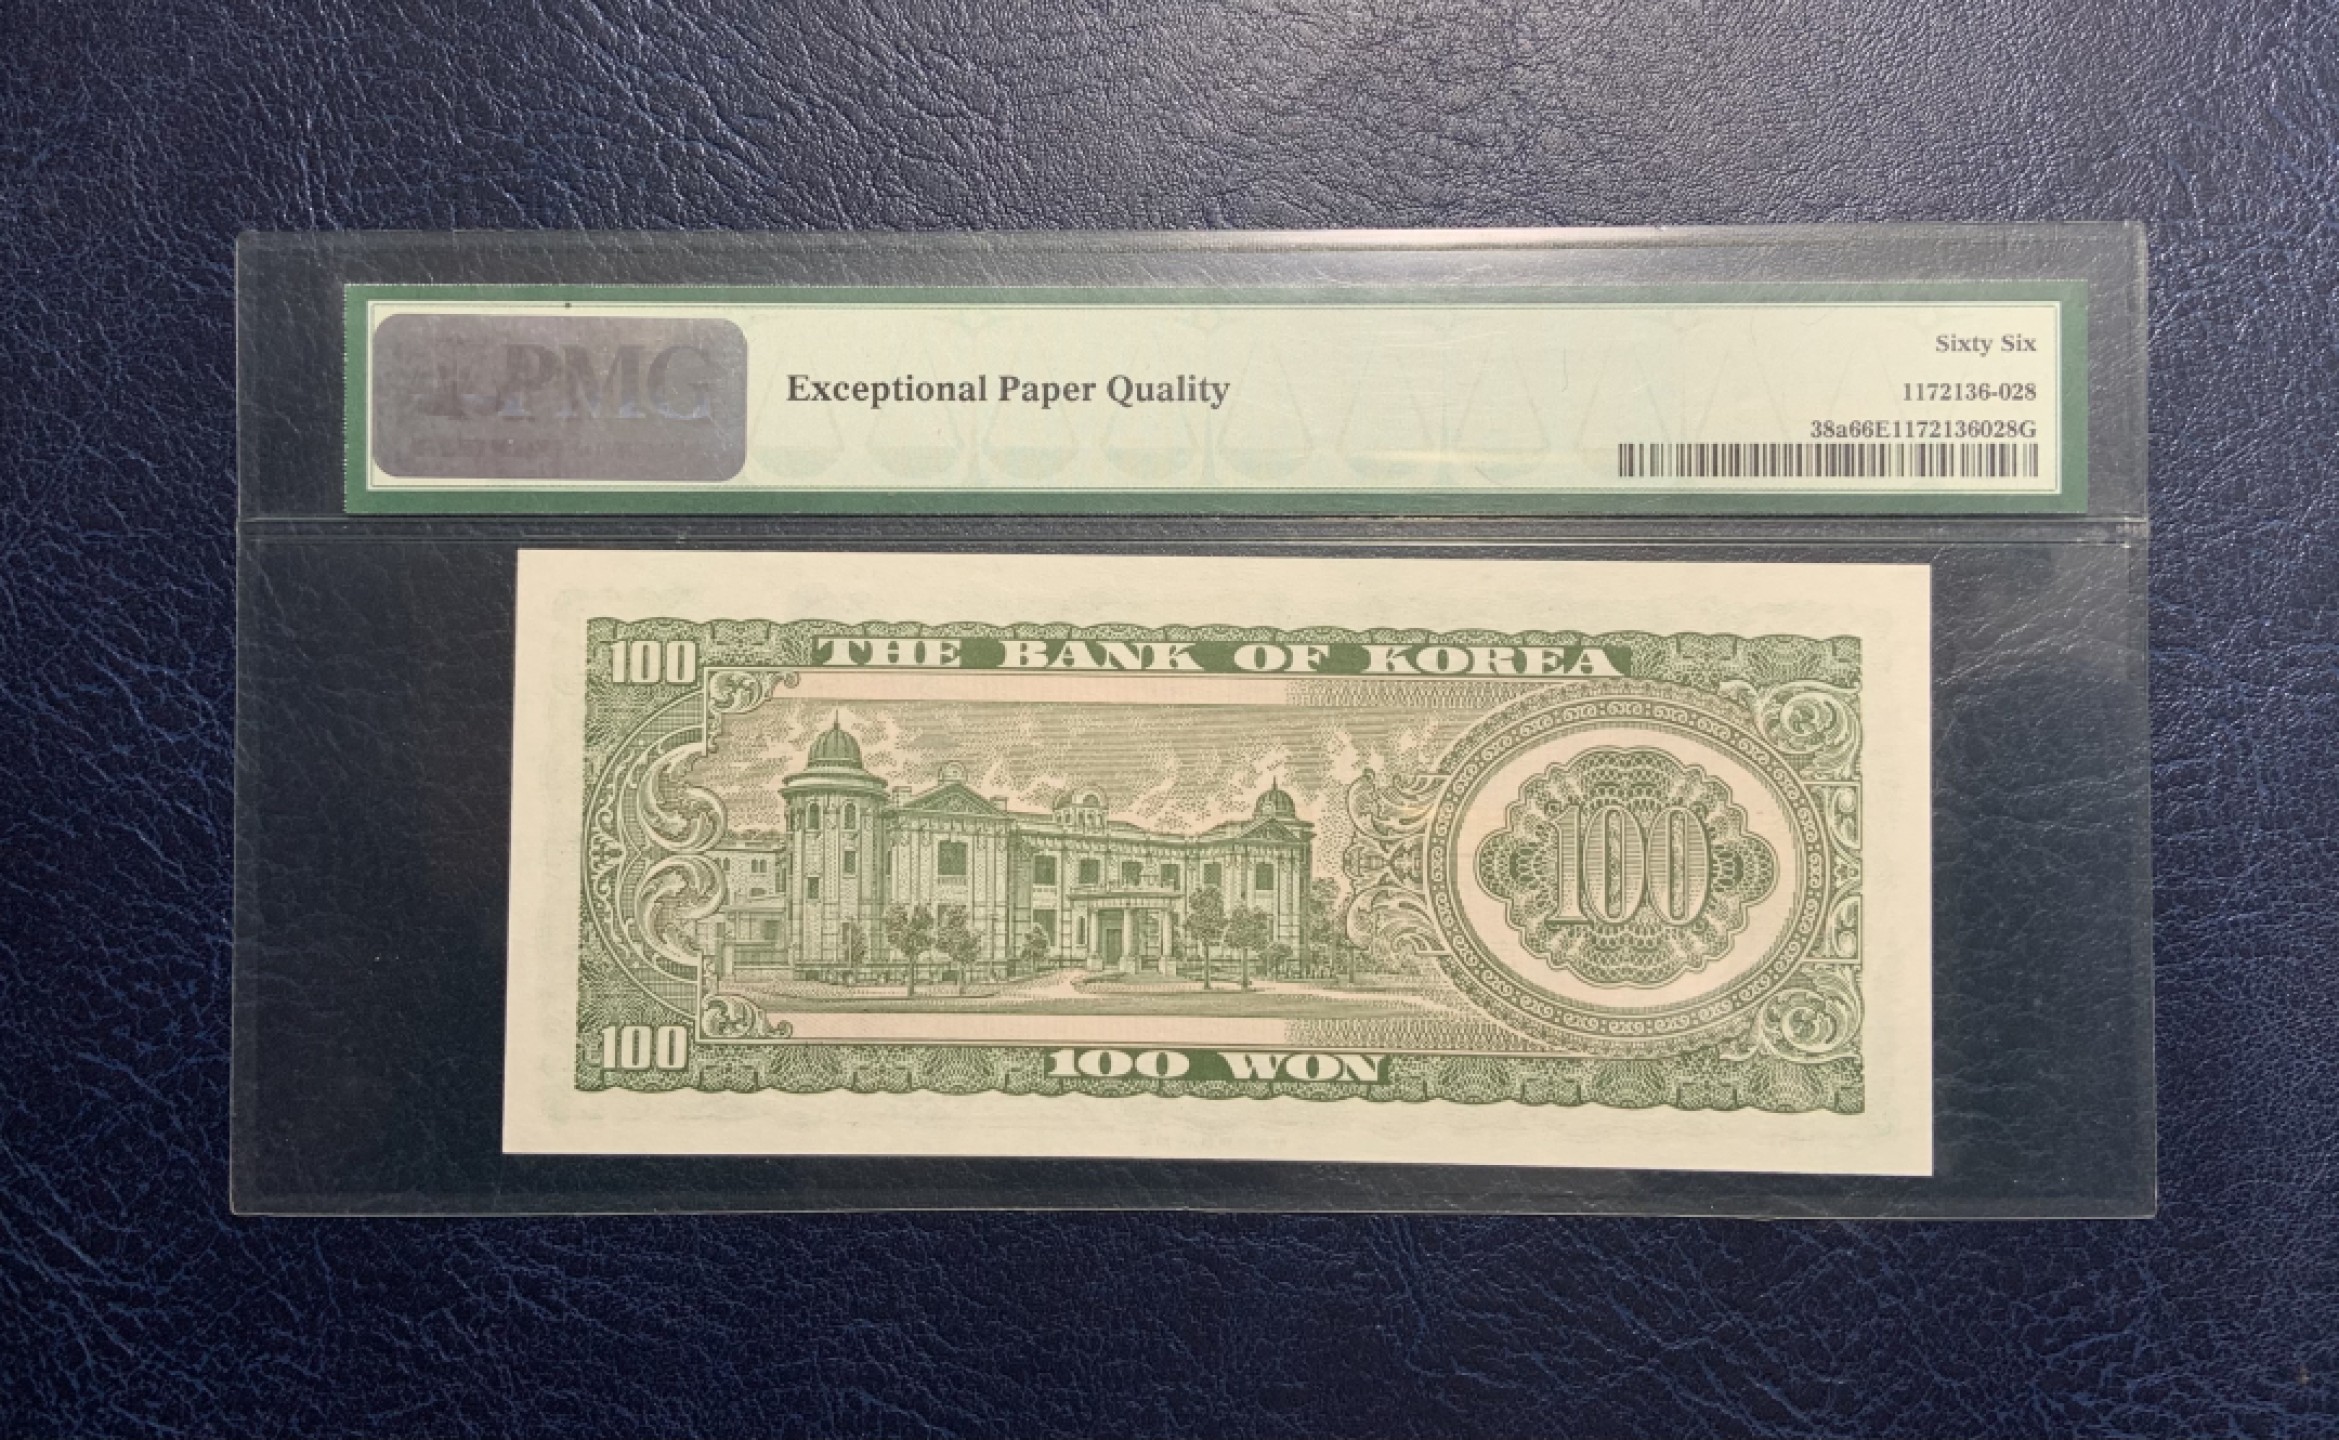 PMG
Exceptional Paper Quality
Sixty Six
1172136-028
38a66E1172136028G
100
THE BANK OF KOREA
100
100
100 WON